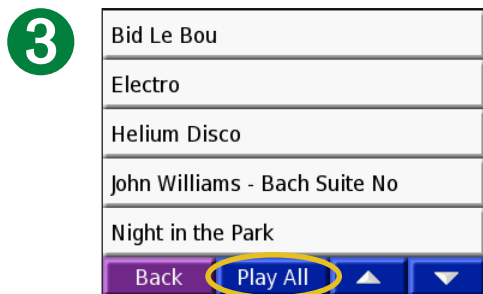 3
Bid Le Bou
Electro
Helium Disco
John Williams - Bach Suite No
Night in the Park
Back Play All